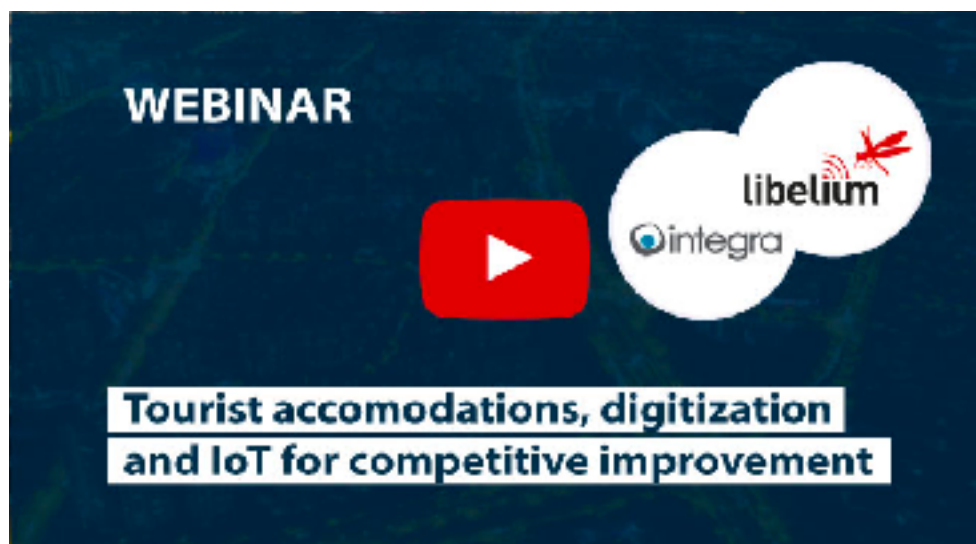 WEBINAR
libelium
integra
Tourist accomodations, digitization
and IoT for competitive improvement